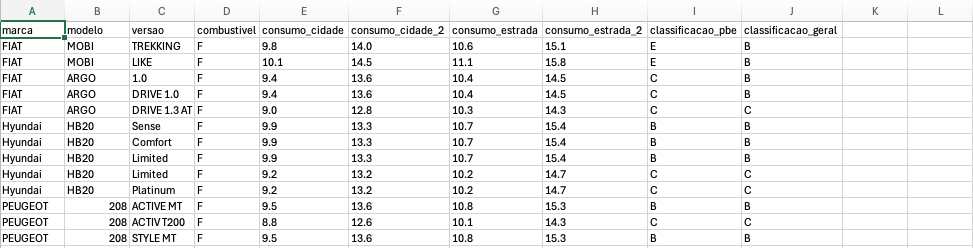 A B C D E F G H I J K L
marca modelo versao combustivel consumo_cidade consumo_cidade_2 consumo_estrada consumo_estrada_2 classificacao_pbe classificacao_geral
FIAT MOBI TREKKING F 9.8 14.0 10.6 15.1 E B
FIAT MOBI LIKE F 10.1 14.5 11.1 15.8 E B
FIAT ARGO 1.0 F 9.4 13.6 10.4 14.5 C B
FIAT ARGO DRIVE 1.0 F 9.4 13.6 10.4 14.5 C B
FIAT ARGO DRIVE 1.3 AT F 9.0 12.8 10.3 14.3 C C
Hyundai HB20 Sense F 9.9 13.3 10.7 15.4 B B
Hyundai HB20 Comfort F 9.9 13.3 10.7 15.4 B B
Hyundai HB20 Limited F 9.9 13.3 10.7 15.4 B B
Hyundai HB20 Limited F 9.2 13.2 10.2 14.7 C C
Hyundai HB20 Platinum F 9.2 13.2 10.2 14.7 C C
PEUGEOT 208 ACTIVE MT F 9.5 13.6 10.8 15.3 B B
PEUGEOT 208 ACTIV T200 F 8.8 12.6 10.1 14.3 C C
PEUGEOT 208 STYLE MT F 9.5 13.6 10.8 15.3 B B